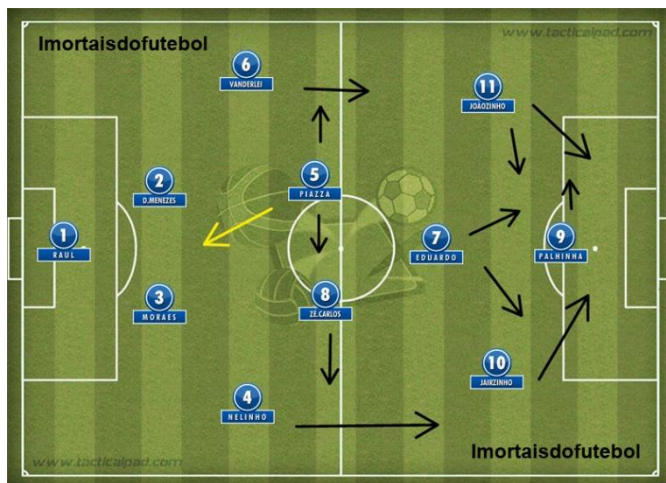 Imortaisdofutebol
www.tacticalpad.com
6
VANDERLEI
11
JOÃOZINHO
2
D.MENEZES
5
PIAZZA
1
RAUL
7
EDUARDO
9
PALHINHA
3
MORAES
8
ZÉ.CARLOS
10
JAIRZINHO
4
NELINHO
Imortaisdofutebol
www.tacticalpad.com